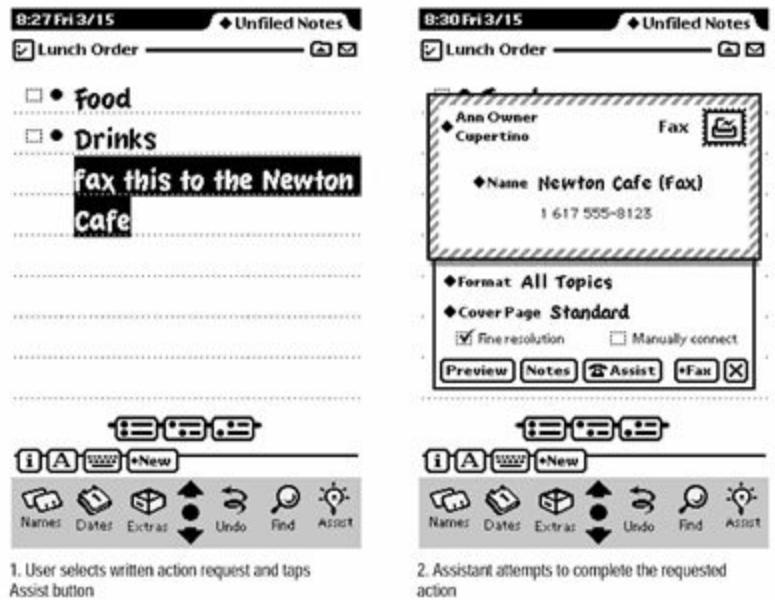 8:27 Fri 3/15
Unfiled Notes
Lunch Order
Food
Drinks
fax this to the Newton
Cafe
i A New
Names Dates Extras Undo Find Assist
1. User selects written action request and taps
Assist button
8:30 Fri 3/15
Unfiled Notes
Lunch Order
Ann Owner
Cupertino
Fax
Name Newton Cafe (Fax)
1 617 555-8123
Format All Topics
Cover Page Standard
Fine resolution Manually connect
Preview Notes Assist Fax X
i A New
Names Dates Extras Undo Find Assist
2. Assistant attempts to complete the requested
action